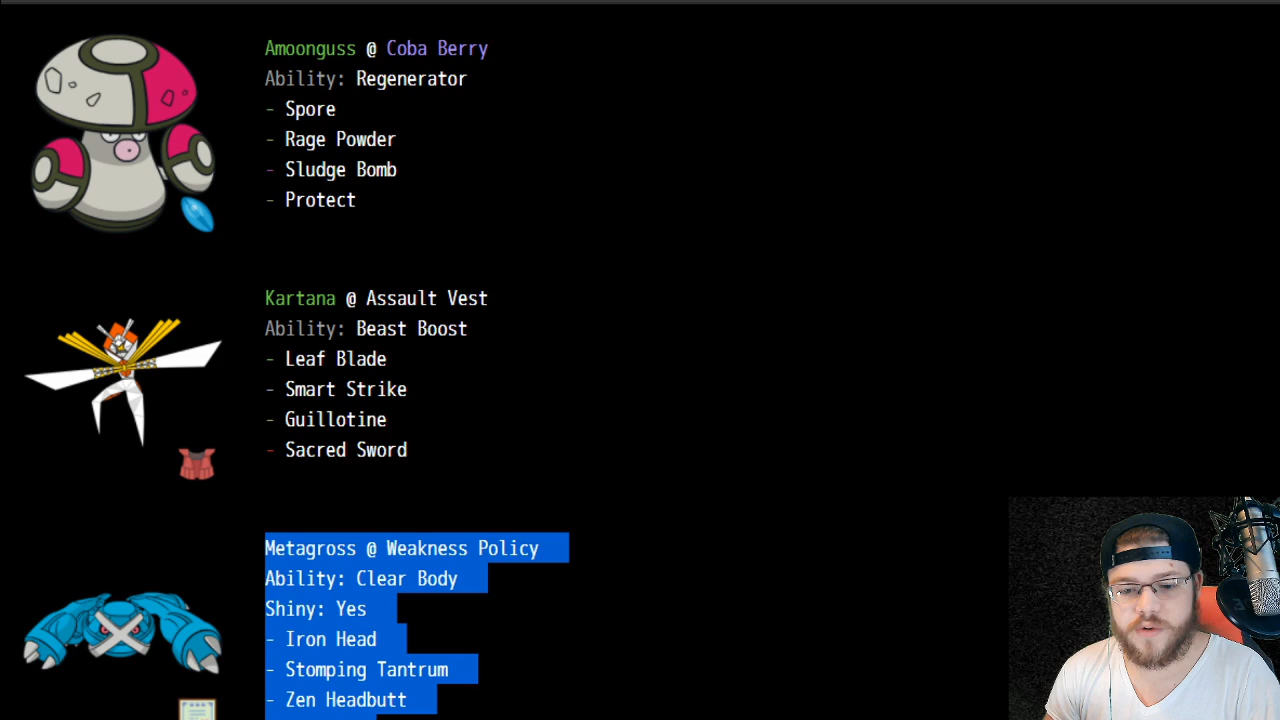 Amoonguss @ Coba Berry
Ability: Regenerator
- Spore
- Rage Powder
- Sludge Bomb
- Protect
Kartana @ Assault Vest
Ability: Beast Boost
- Leaf Blade
- Smart Strike
- Guillotine
- Sacred Sword
Metagross @ Weakness Policy
Ability: Clear Body
Shiny: Yes
- Iron Head
- Stomping Tantrum
- Zen Headbutt